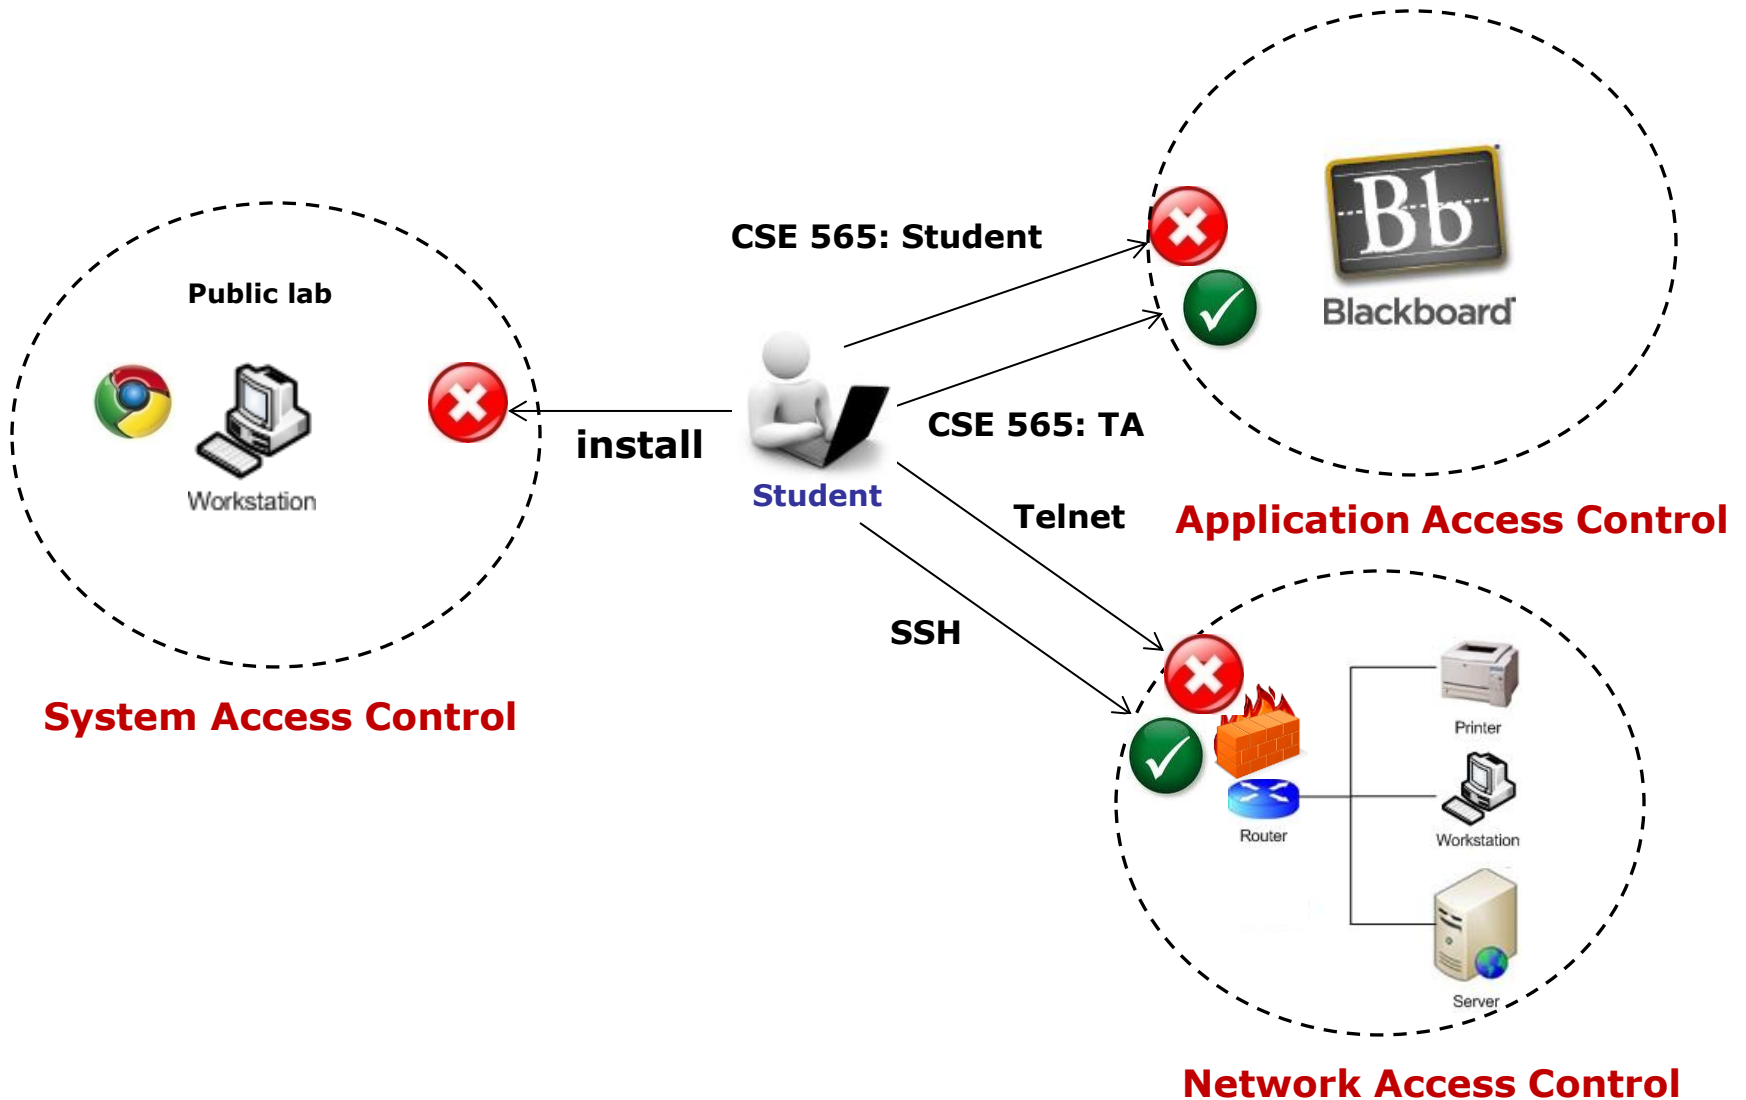 CSE 565: Student
Bb
Blackboard
Public lab
Workstation
install
Student
CSE 565: TA
Telnet
SSH
Application Access Control
System Access Control
Printer
Router
Workstation
Server
Network Access Control